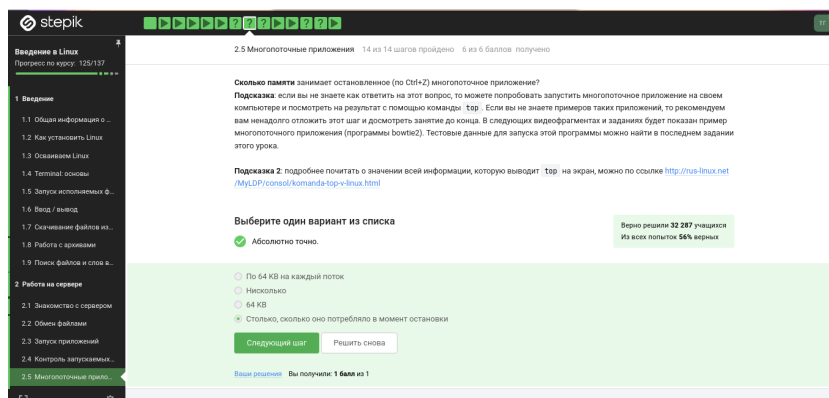 stepik
ТГ
Введение в Linux
Прогресс по курсу: 125/137
2.5 Многопоточные приложения 14 из 14 шагов пройдено 6 из 6 баллов получено
Сколько памяти занимает остановленное (по Ctrl+Z) многопоточное приложение?
Подсказка: если вы не знаете как ответить на этот вопрос, то можете попробовать запустить многопоточное приложение на своем
компьютере и посмотреть на результат с помощью команды top . Если вы не знаете примеров таких приложений, то рекомендуем
вам ненадолго отложить этот шаг и досмотреть занятие до конца. В следующих видеофрагментах и заданиях будет показан пример
многопоточного приложения (программы bowtie2). Тестовые данные для запуска этой программы можно найти в последнем задании
этого урока.
Подсказка 2: подробнее почитать о значении всей информации, которую выводит top на экран, можно по ссылке http://rus-linux.net
/MyLDP/consol/komanda-top-v-linux.html
Выберите один вариант из списка
Абсолютно точно.
Верно решили 32 287 учащихся
Из всех попыток 56% верных
По 64 KB на каждый поток
Нисколько
64 KB
Столько, сколько оно потребляло в момент остановки
Следующий шаг Решить снова
Ваши решения Вы получили: 1 балл из 1
1 Введение
1.1 Общая информация о ...
1.2 Как установить Linux
1.3 Осваиваем Linux
1.4 Terminal: основы
1.5 Запуск исполняемых ф...
1.6 Ввод / вывод
1.7 Скачивание файлов из...
1.8 Работа с архивами
1.9 Поиск файлов и слов в...
2 Работа на сервере
2.1 Знакомство с сервером
2.2 Обмен файлами
2.3 Запуск приложений
2.4 Контроль запускаемых...
2.5 Многопоточные прило...